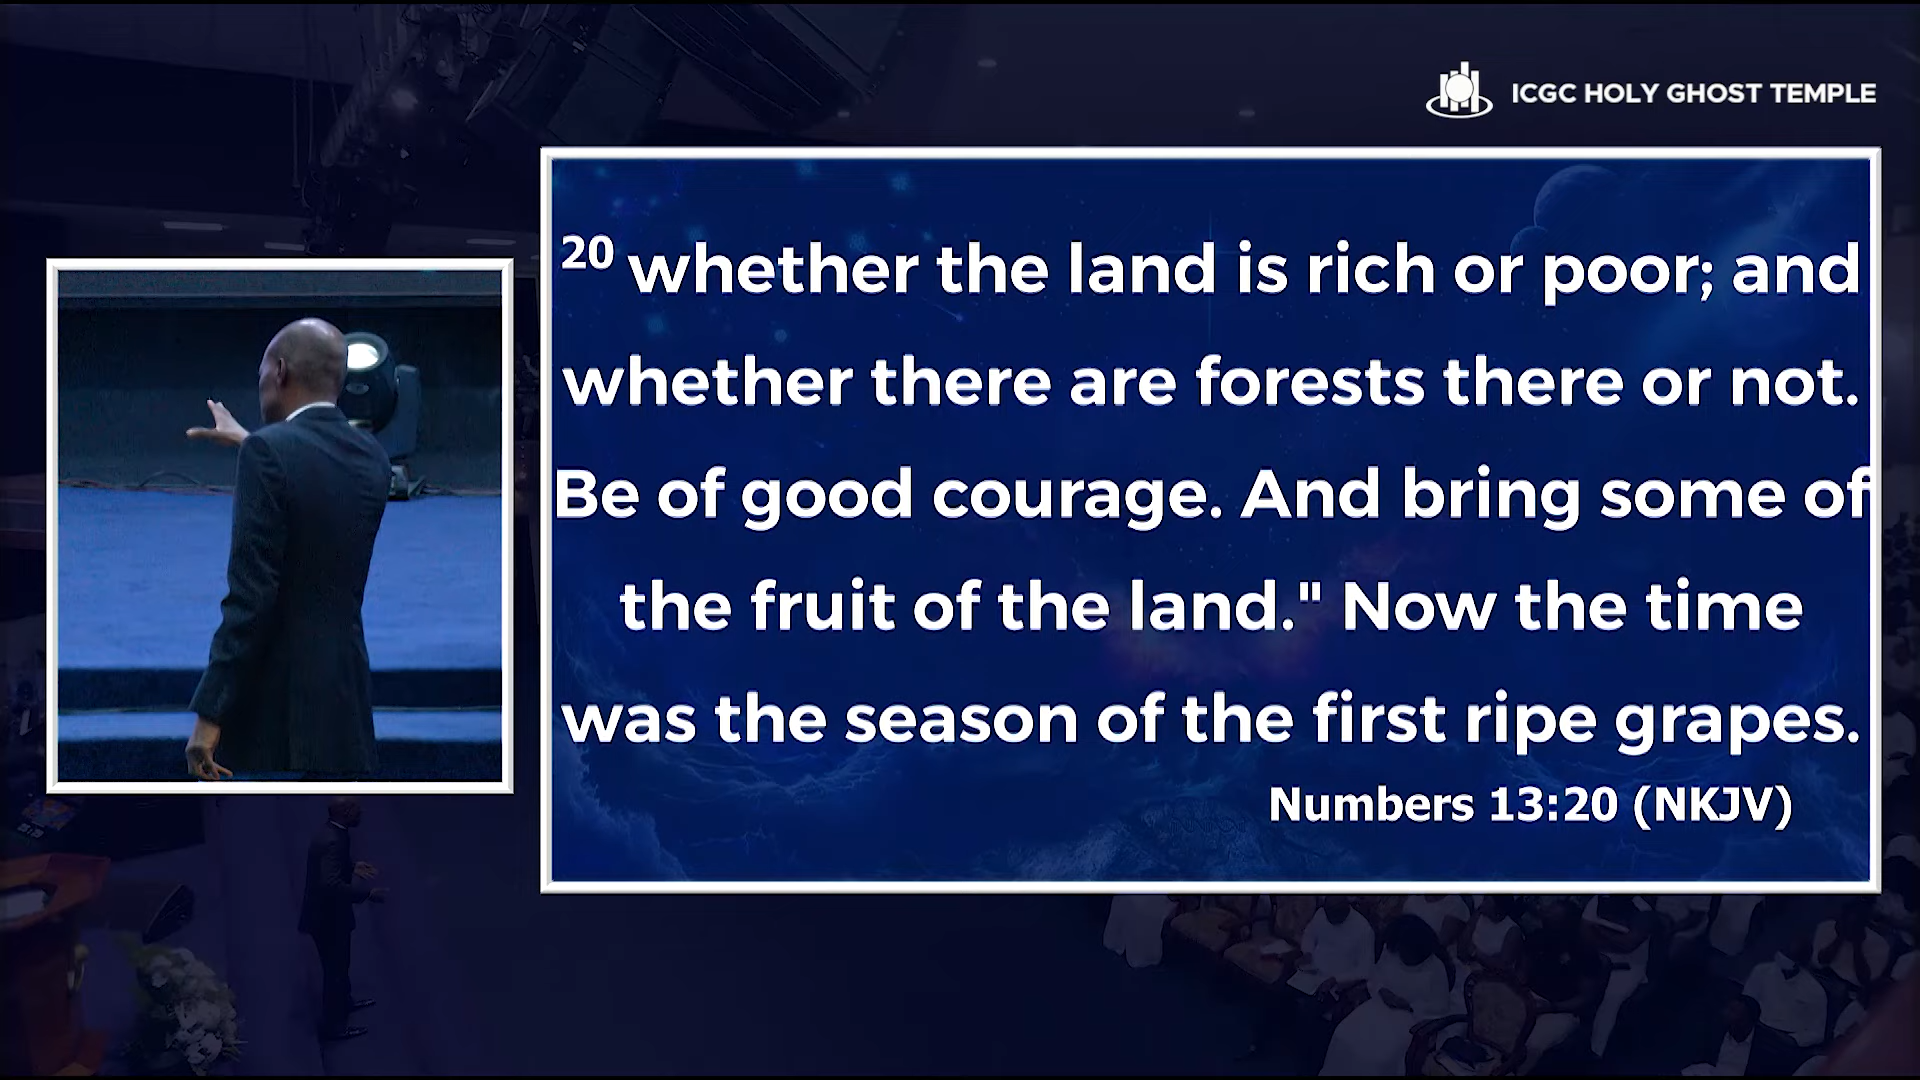 ICGC HOLY GHOST TEMPLE
20 whether the land is rich or poor; and
whether there are forests there or not.
Be of good courage. And bring some of
the fruit of the land." Now the time
was the season of the first ripe grapes.
Numbers 13:20 (NKJV)